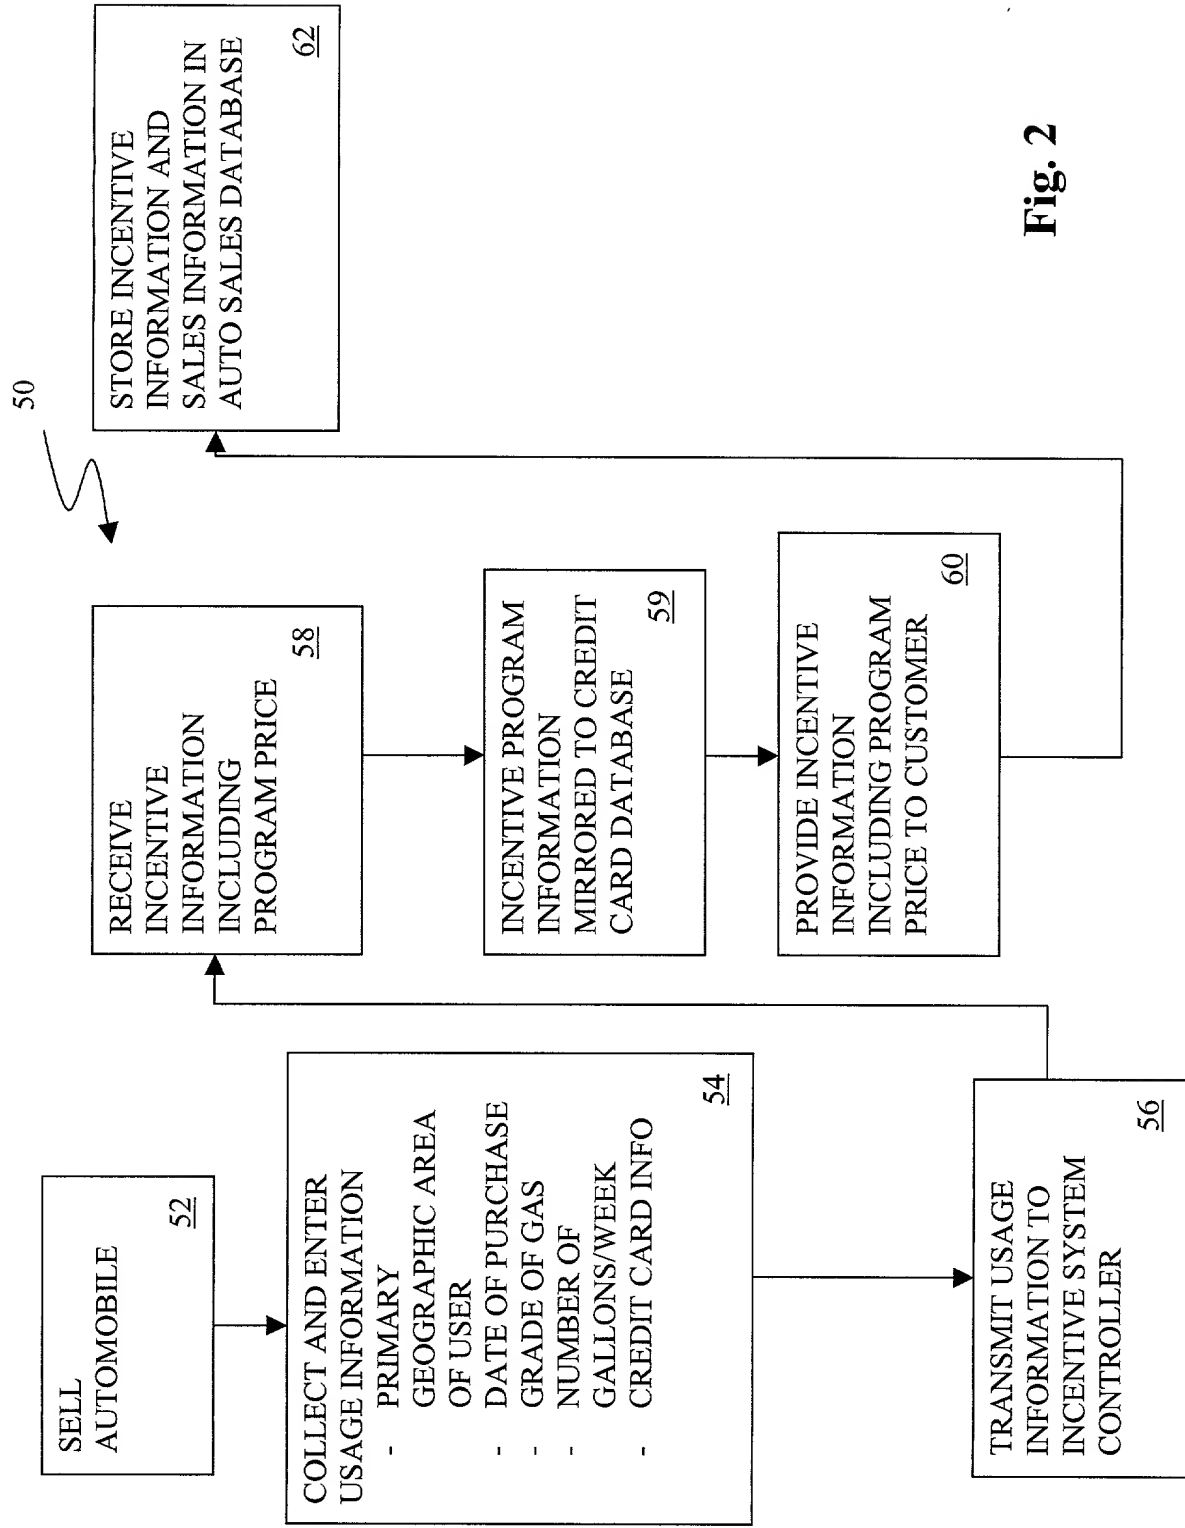 50
SELL
AUTOMOBILE
52
COLLECT AND ENTER
USAGE INFORMATION
- PRIMARY
GEOGRAPHIC AREA
OF USER
- DATE OF PURCHASE
- GRADE OF GAS
- NUMBER OF
GALLONS/WEEK
- CREDIT CARD INFO
54
TRANSMIT USAGE
INFORMATION TO
INCENTIVE SYSTEM
CONTROLLER
56
RECEIVE
INCENTIVE
INFORMATION
INCLUDING
PROGRAM PRICE
58
INCENTIVE PROGRAM
INFORMATION
MIRRORED TO CREDIT
CARD DATABASE
59
PROVIDE INCENTIVE
INFORMATION
INCLUDING PROGRAM
PRICE TO CUSTOMER
60
STORE INCENTIVE
INFORMATION AND
SALES INFORMATION IN
AUTO SALES DATABASE
62
Fig. 2